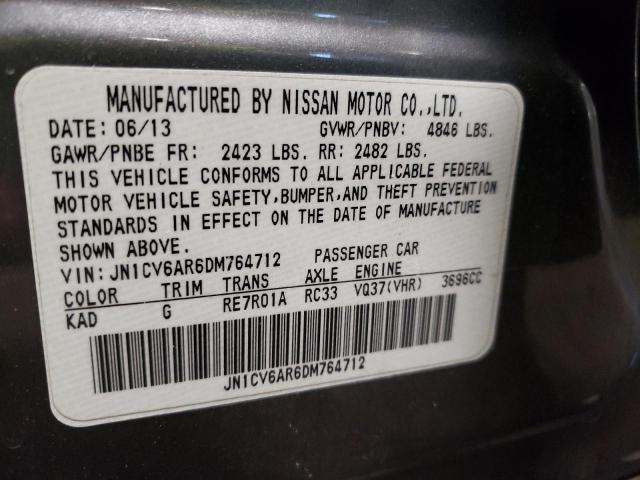 MANUFACTURED BY NISSAN MOTOR CO.,LTD.
DATE: 06/13 GVWR/PNBV: 4846 LBS.
GAWR/PNBE FR: 2423 LBS. RR: 2482 LBS.
THIS VEHICLE CONFORMS TO ALL APPLICABLE FEDERAL
MOTOR VEHICLE SAFETY,BUMPER,AND THEFT PREVENTION
STANDARDS IN EFFECT ON THE DATE OF MANUFACTURE
SHOWN ABOVE.
VIN: JN1CV6AR6DM764712 PASSENGER CAR
COLOR TRIM TRANS AXLE ENGINE
KAD G RE7R01A RC33 VQ37(VHR) 3696CC
JN1CV6AR6DM764712